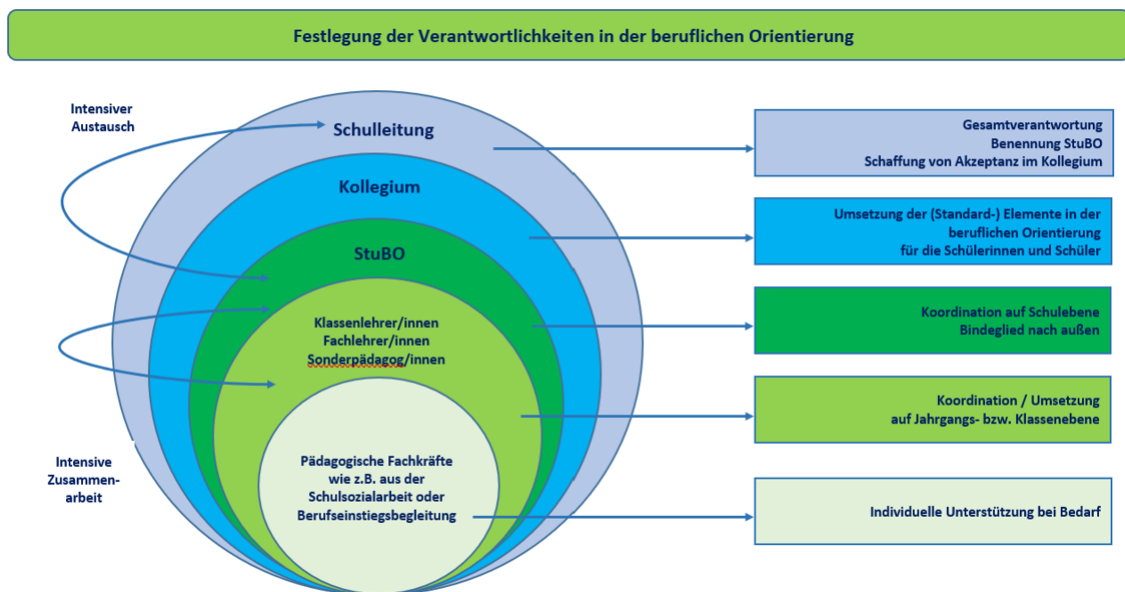 Festlegung der Verantwortlichkeiten in der beruflichen Orientierung
Intensiver
Austausch
Schulleitung
Gesamtverantwortung
Benennung StuBO
Schaffung von Akzeptanz im Kollegium
Kollegium
Umsetzung der (Standard-) Elemente in der
beruflichen Orientierung
für die Schülerinnen und Schüler
StuBO
Koordination auf Schulebene
Bindeglied nach außen
Klassenlehrer/innen
Fachlehrer/innen
Sonderpädagog/innen
Koordination / Umsetzung
auf Jahrgangs- bzw. Klassenebene
Intensive
Zusammen-
arbeit
Pädagogische Fachkräfte
wie z.B. aus der
Schulsozialarbeit oder
Berufseinstiegsbegleitung
Individuelle Unterstützung bei Bedarf